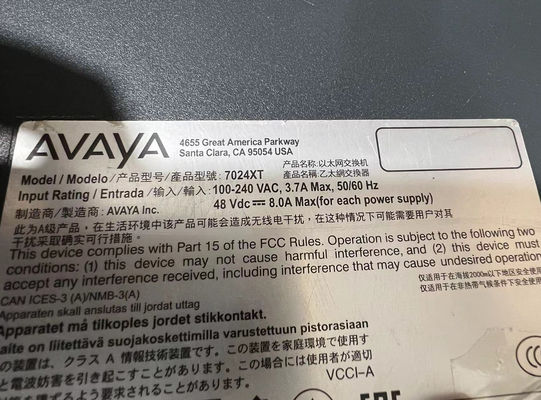 AVAYA
4655 Great America Parkway
Santa Clara, CA 95054 USA
Model / Modelo /产品型号/產品型號: 7024XT
产品名称:以太网交换机
產品名稱:乙太網交換器
Input Rating / Entrada /输入/輸入: 100-240 VAC, 3.7A Max, 50/60 Hz
48 Vdc⎓ 8.0A Max(for each power supply)
制造商/製造商: AVAYA Inc.
此为A级产品, 在生活环境中该产品可能会造成无线电干扰, 在这种情况下可能需要用户对
干扰采取确实可行措施.
This device complies with Part 15 of the FCC Rules. Operation is subject to the following two
conditions: (1) this device may not cause harmful interference, and (2) this device must
accept any interference received, including interference that may cause undesired operation
仅适用于在海拔2000m以下地区安全使用
仅适用于在非热带气候条件下安全使用
CAN ICES-3 (A)/NMB-3(A)
Apparaten skall anslutas till jordat uttag
Apparatet må tilkoples jordet stikkontakt.
aite on liitettävä suojakoskettimilla varustettuun pistorasiaan
の装置は、クラス A 情報技術装置です。この装置を家庭環境で使用す
と電波妨害を引き起こすことがあります。この場合には使用者が適切
策を講ずるよう要求されることがあります.
VCCI-A
CCC
EAC